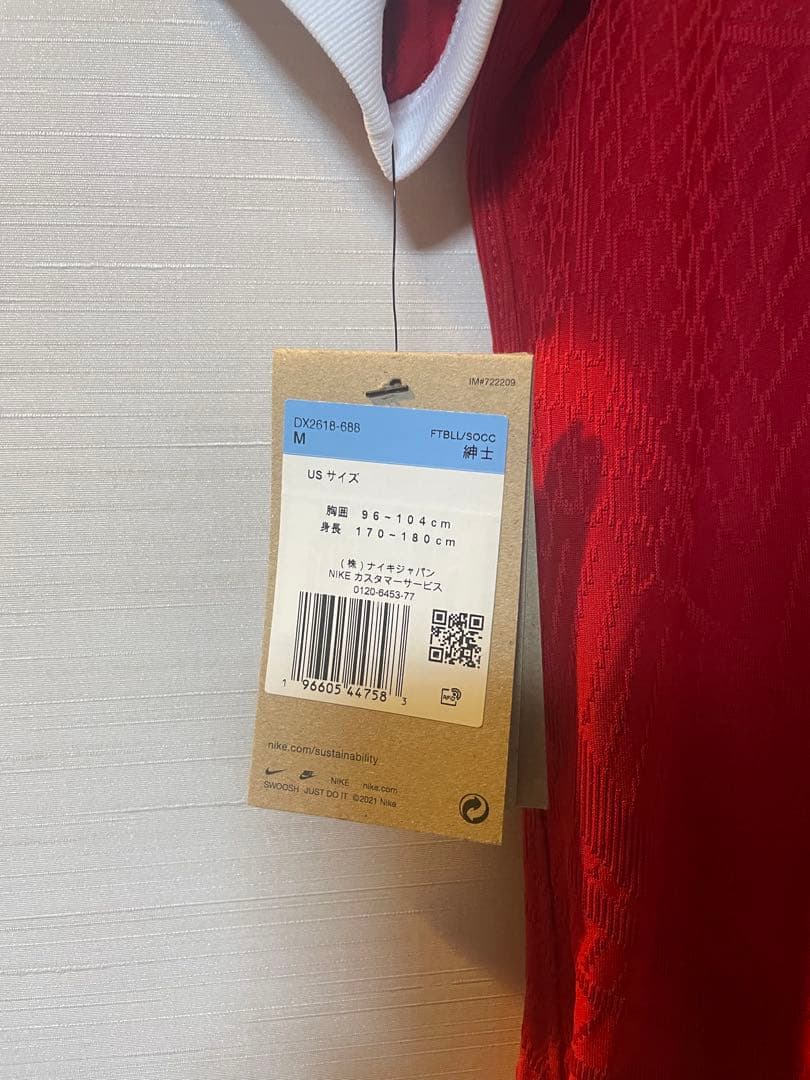 IM#722209
DX2618-688
FTBLL/SOCC
M
紳士
US サイズ
胸囲 96~104cm
身長 170~180cm
(株)ナイキジャパン
NIKE カスタマーサービス
0120-6453-77
1 96605 44758 3
RFID
nike.com/sustainability
NIKE nike.com
SWOOSH JUST DO IT ©2021 Nike